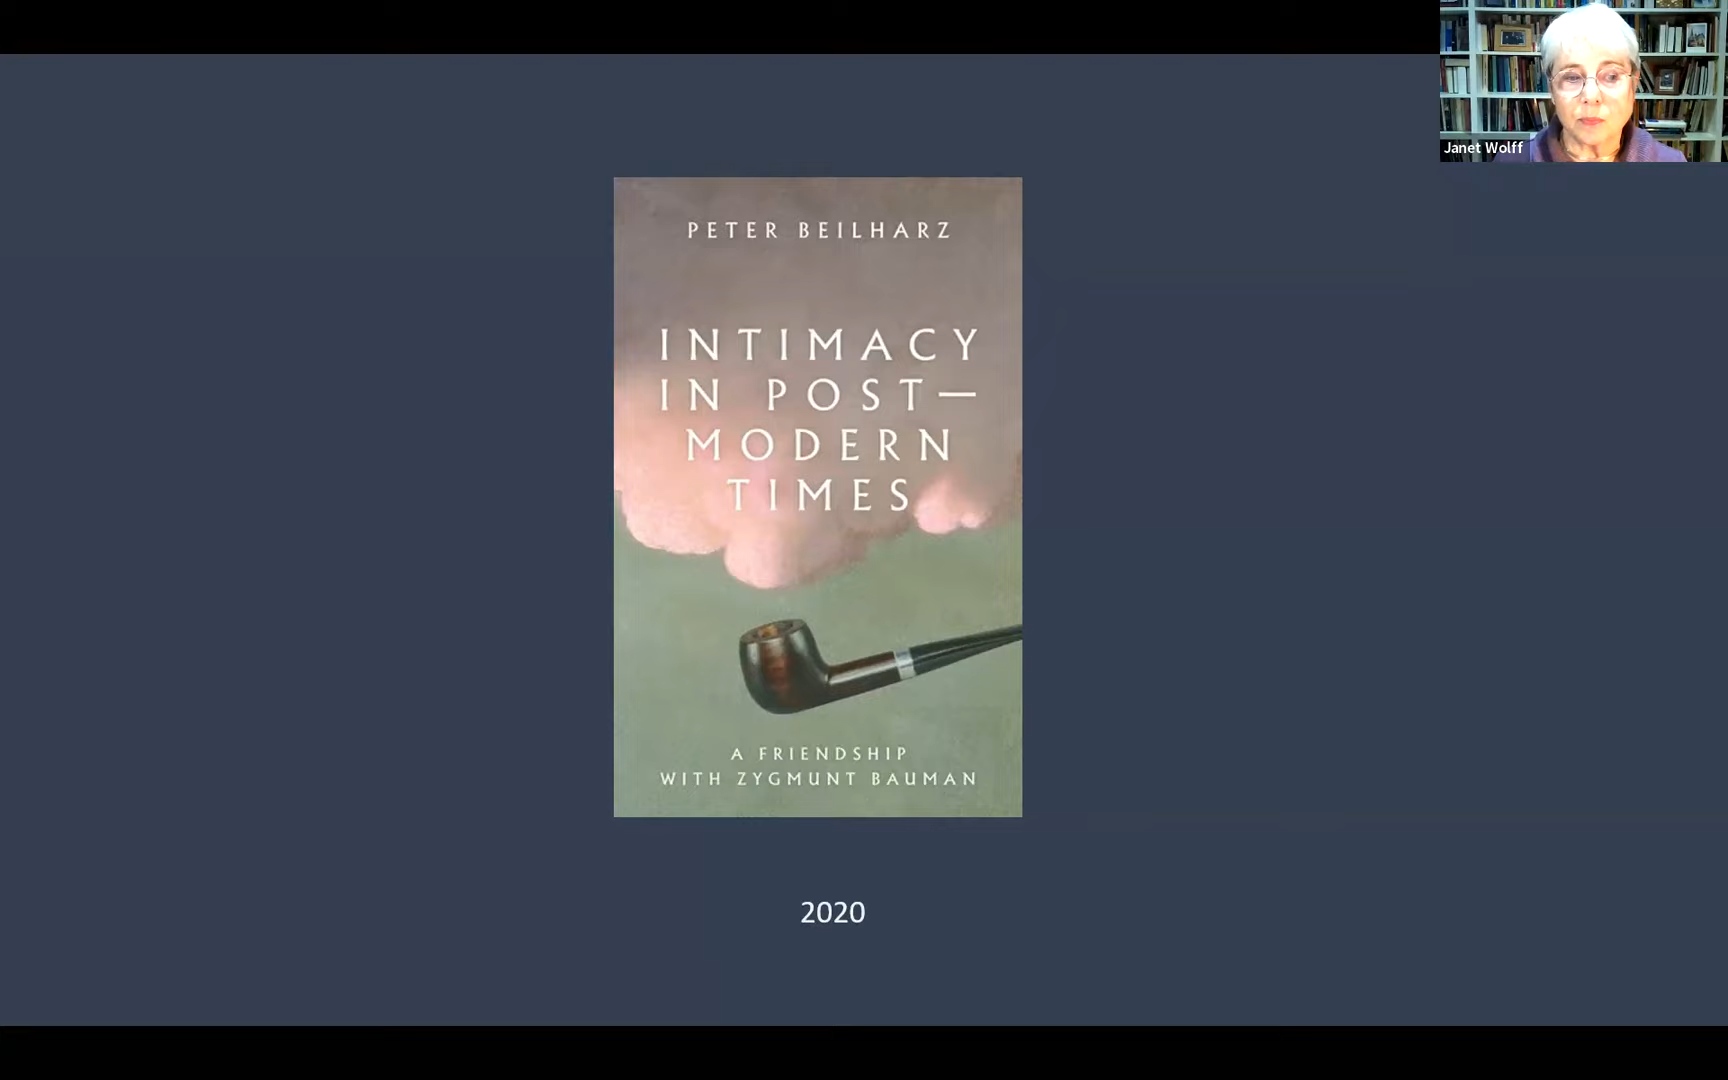 Janet Wolff
PETER BEILHARZ
INTIMACY
IN POST—
MODERN
TIMES
A FRIENDSHIP
WITH ZYGMUNT BAUMAN
2020